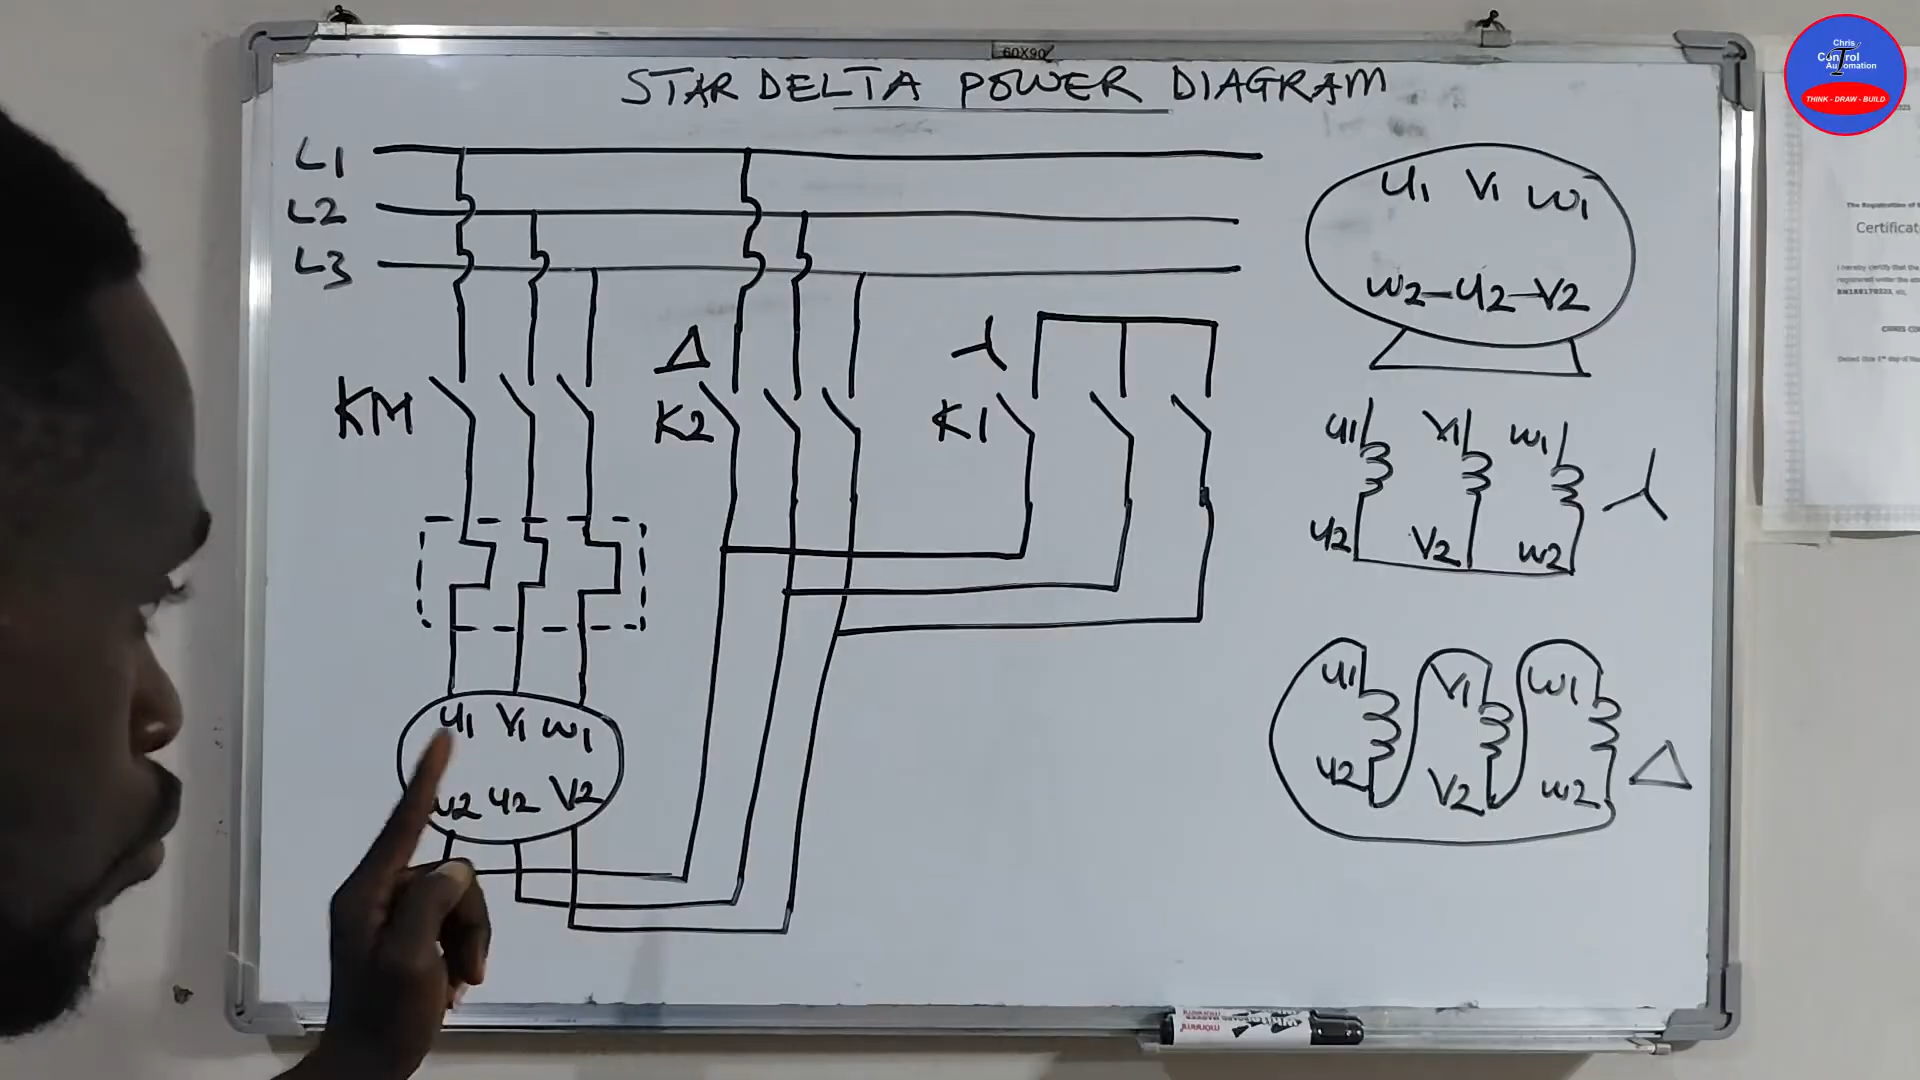 60X90
STAR DELTA POWER DIAGRAM
Chris
Control
Automation
THINK - DRAW - BUILD
L1
L2
L3
U1 V1 W1
W2-U2-V2
Certificat
KM
Δ
K2
K1
U1 V1 W1
U2 V2 W2
U1 V1 W1
U2 V2 W2
Δ
U1 V1 W1
W2 U2 V2